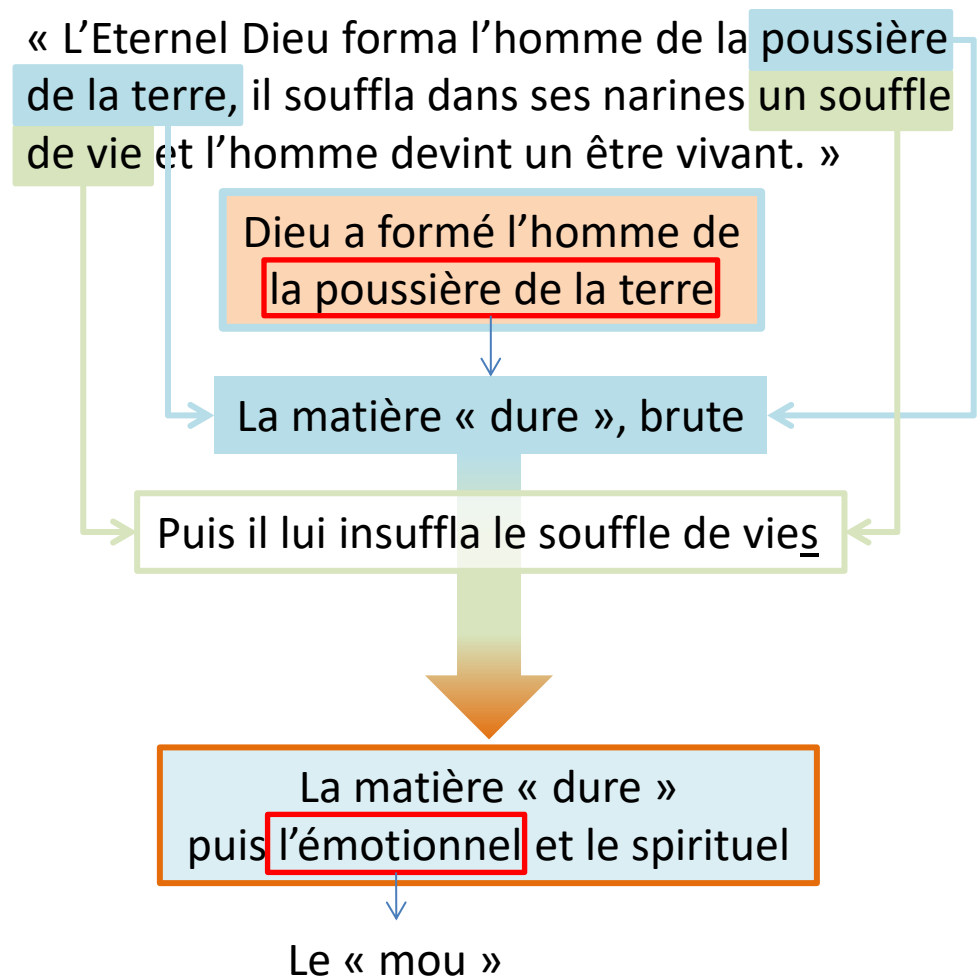 « L’Eternel Dieu forma l’homme de la poussière
de la terre, il souffla dans ses narines un souffle
de vie et l’homme devint un être vivant. »
Dieu a formé l’homme de
la poussière de la terre
La matière « dure », brute
Puis il lui insuffla le souffle de vies
La matière « dure »
puis l’émotionnel et le spirituel
Le « mou »